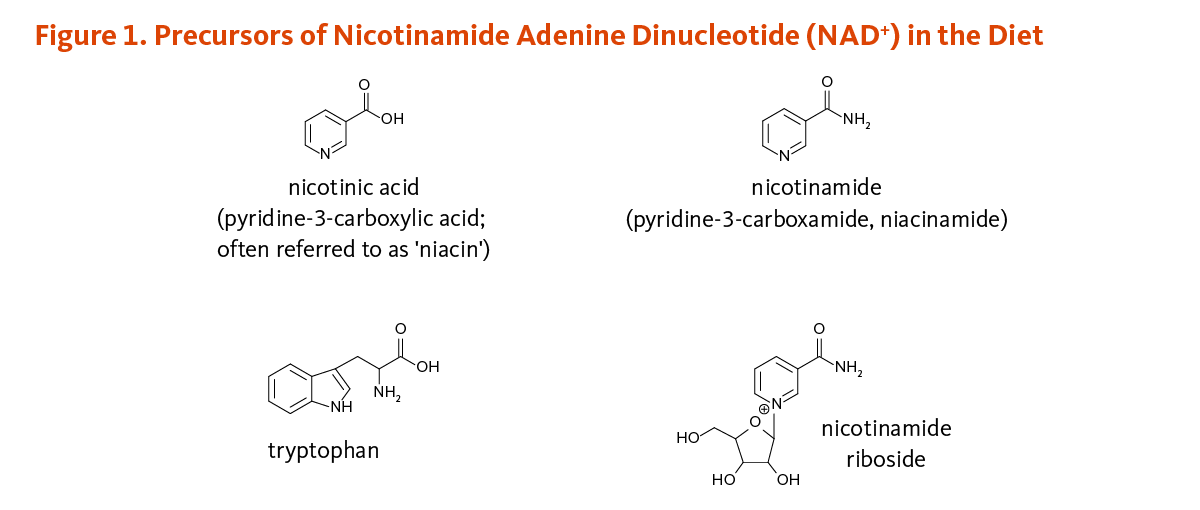 Figure 1. Precursors of Nicotinamide Adenine Dinucleotide (NAD⁺) in the Diet
O
OH
N
nicotinic acid
(pyridine-3-carboxylic acid;
often referred to as 'niacin')
O
NH₂
N
nicotinamide
(pyridine-3-carboxamide, niacinamide)
O
OH
NH₂
NH
tryptophan
O
NH₂
N
⊕
O
HO
HO
OH
nicotinamide
riboside